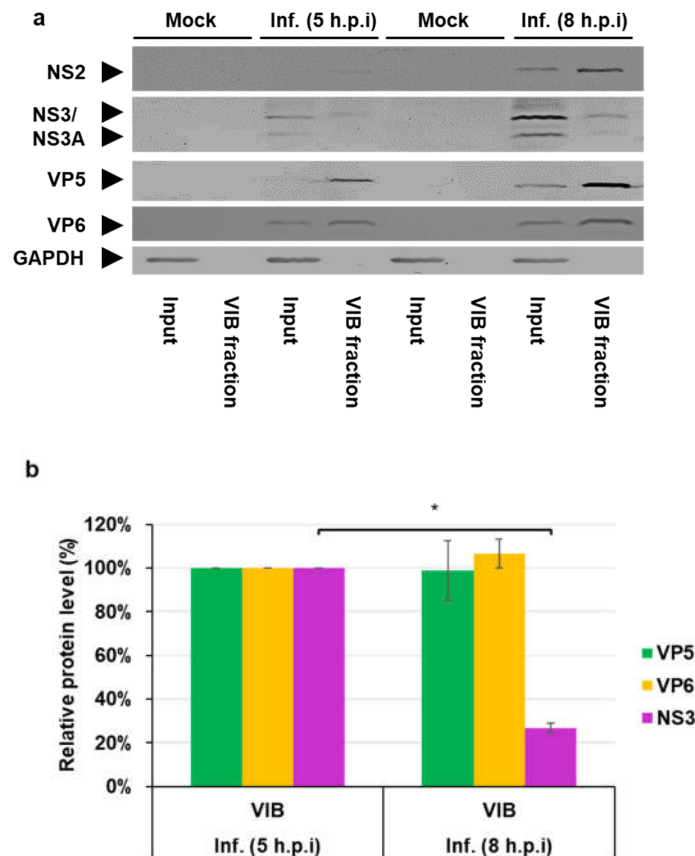 a
Mock Inf. (5 h.p.i) Mock Inf. (8 h.p.i)
NS2
NS3/
NS3A
VP5
VP6
GAPDH
Input VIB fraction Input VIB fraction Input VIB fraction Input VIB fraction
b
*
Relative protein level (%)
120%
100%
80%
60%
40%
20%
0%
VP5
VP6
NS3
VIB VIB
Inf. (5 h.p.i) Inf. (8 h.p.i)